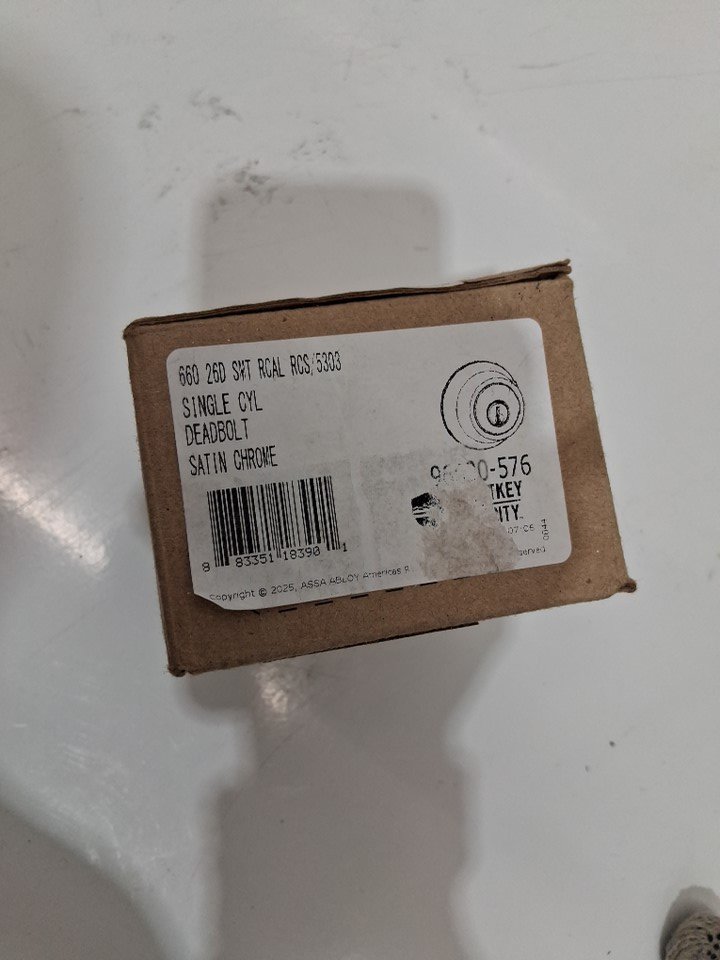 660 26D SMT RCAL RCS/5303
SINGLE CYL
DEADBOLT
SATIN CHROME
8 83351 18390 1
Copyright © 2025, ASSA ABLOY Americas R